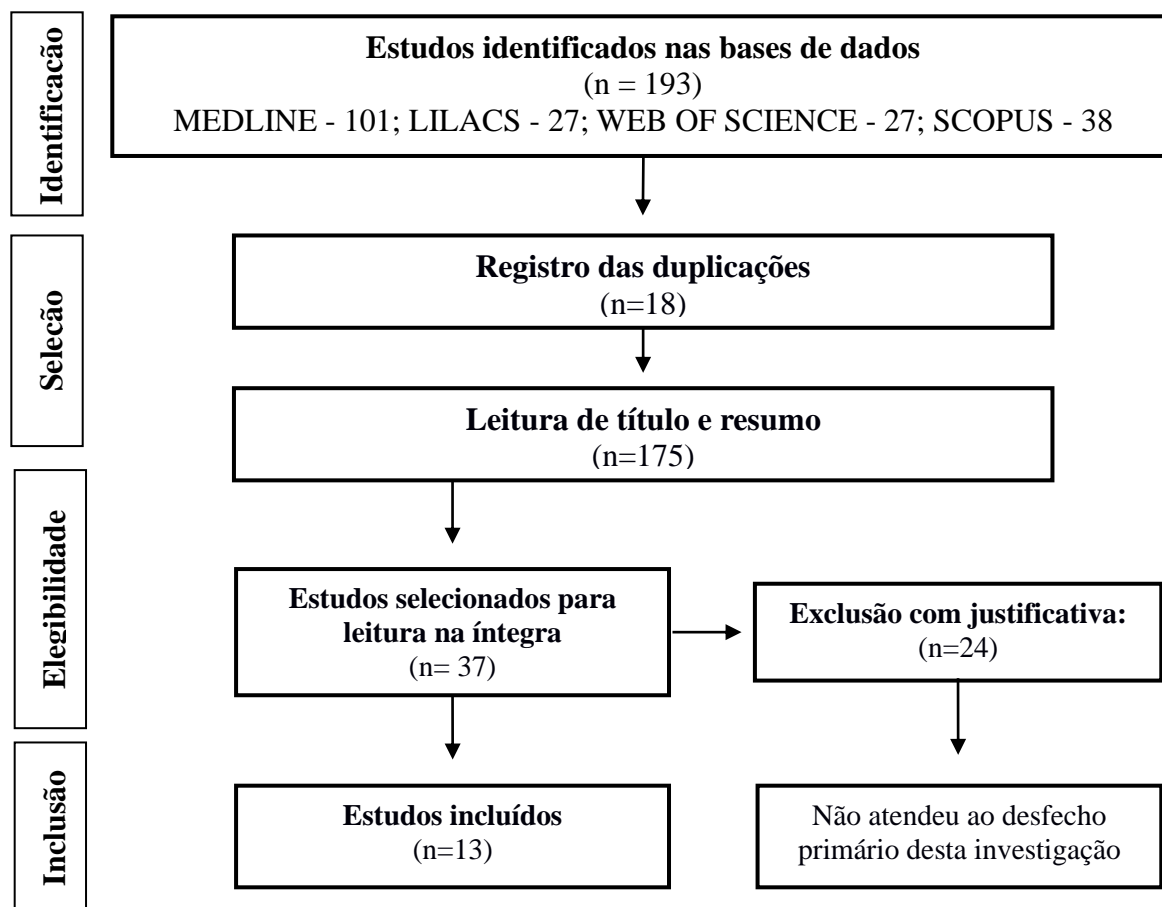 Identificação
Estudos identificados nas bases de dados
(n = 193)
MEDLINE - 101; LILACS - 27; WEB OF SCIENCE - 27; SCOPUS - 38
Seleção
Registro das duplicações
(n=18)
Leitura de título e resumo
(n=175)
Elegibilidade
Estudos selecionados para
leitura na íntegra
(n= 37)
Exclusão com justificativa:
(n=24)
Inclusão
Estudos incluídos
(n=13)
Não atendeu ao desfecho
primário desta investigação